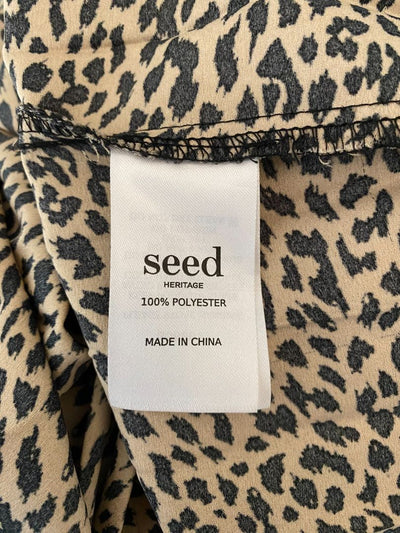 seed
HERITAGE
100% POLYESTER
MADE IN CHINA